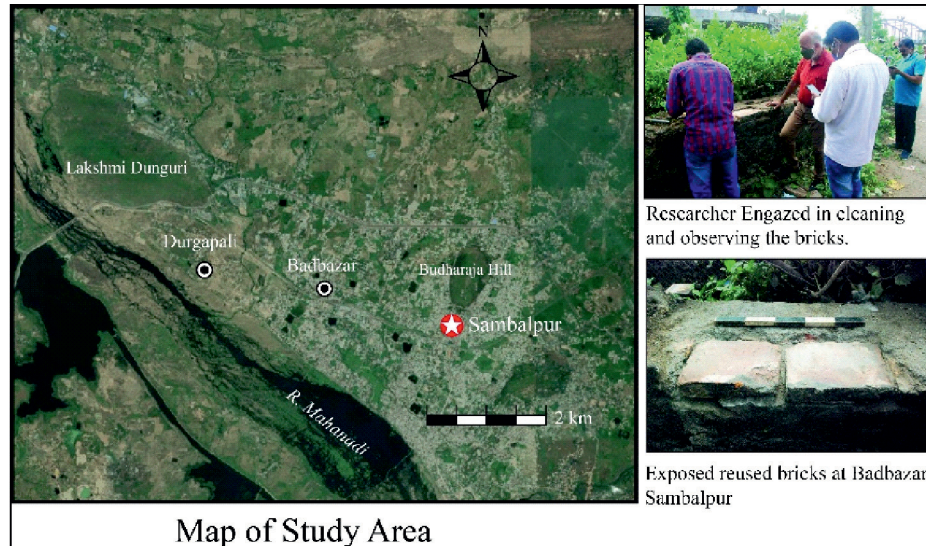 N
Lakshmi Dunguri
Durgapali
Badbazar
Budharaja Hill
Sambalpur
R. Mahanadi
2 km
Map of Study Area
Researcher Engazed in cleaning
and observing the bricks.
Exposed reused bricks at Badbazar
Sambalpur